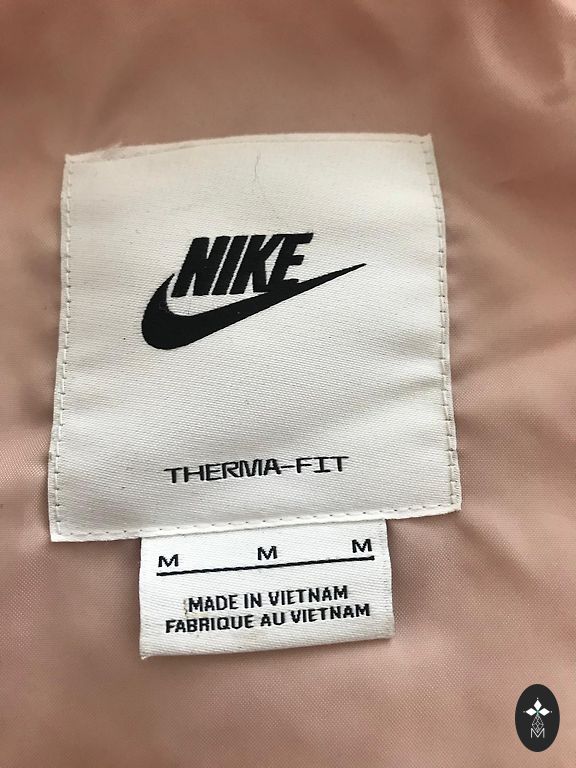 NIKE
THERMA-FIT
M M M
MADE IN VIETNAM
FABRIQUE AU VIETNAM
M